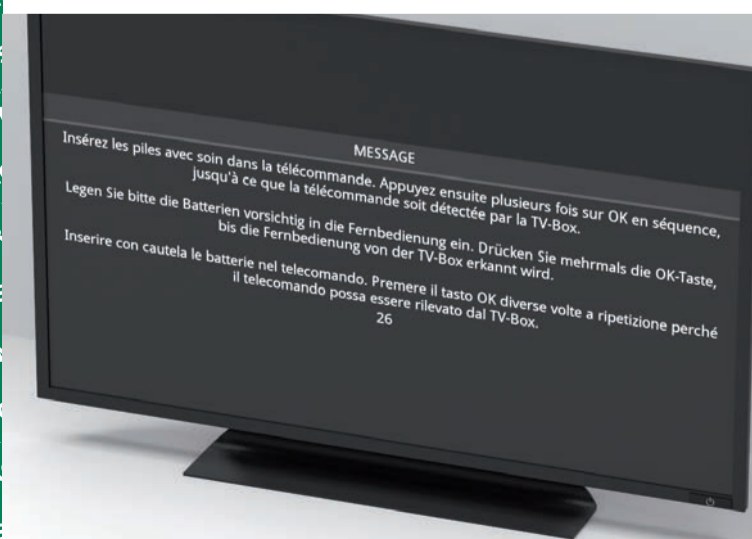 MESSAGE
Insérez les piles avec soin dans la télécommande. Appuyez ensuite plusieurs fois sur OK en séquence,
jusqu'à ce que la télécommande soit détectée par la TV-Box.
Legen Sie bitte die Batterien vorsichtig in die Fernbedienung ein. Drücken Sie mehrmals die OK-Taste,
bis die Fernbedienung von der TV-Box erkannt wird.
Inserire con cautela le batterie nel telecomando. Premere il tasto OK diverse volte a ripetizione perché
il telecomando possa essere rilevato dal TV-Box.
26